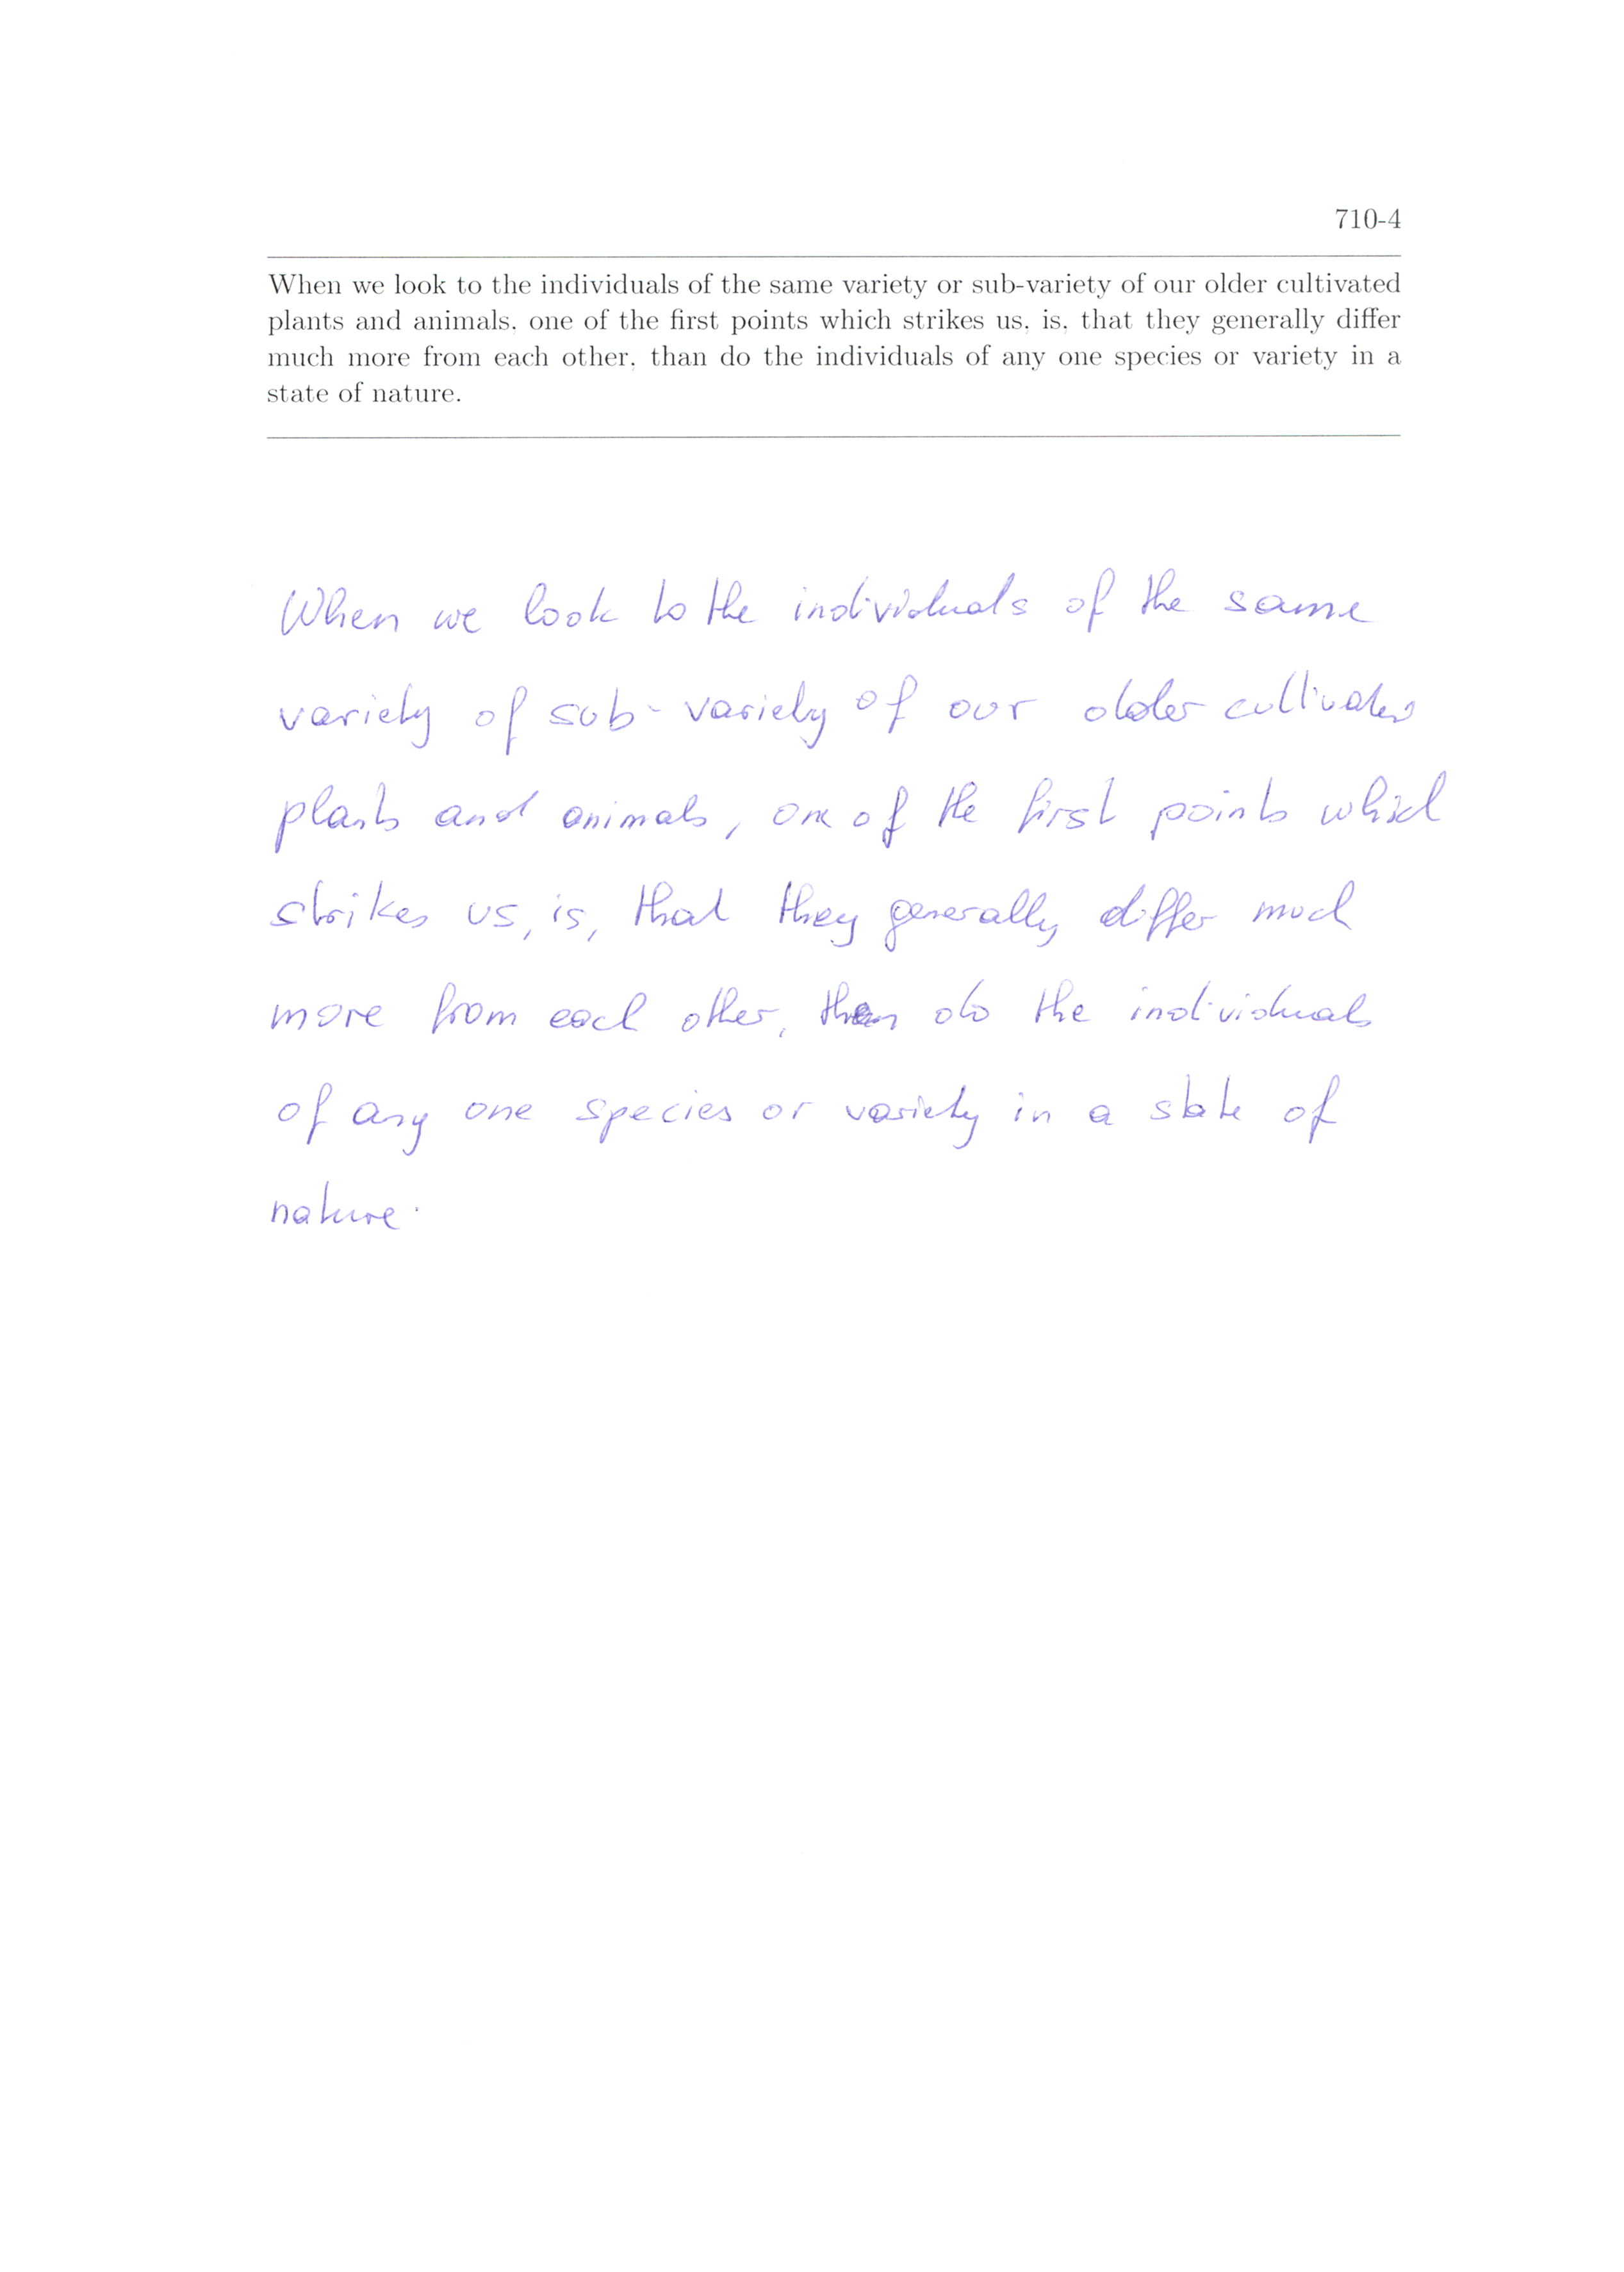 710-4
When we look to the individuals of the same variety or sub-variety of our older cultivated
plants and animals, one of the first points which strikes us, is, that they generally differ
much more from each other, than do the individuals of any one species or variety in a
state of nature.
When we look to the individuals of the same
variety of sub-variety of our older cultivated
plants and animals, one of the first points which
strikes us, is, that they generally differ much
more from each other, than do the individuals
of any one species or variety in a state of
nature.